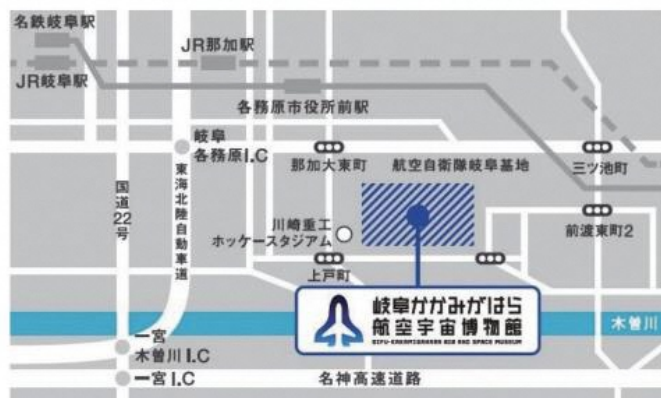 名鉄岐阜駅
JR那加駅
JR岐阜駅
各務原市役所前駅
岐阜
各務原I.C
那加大東町
航空自衛隊岐阜基地
三ツ池町
国道22号
東海北陸自動車道
川崎重工
ホッケースタジアム
前渡東町2
上戸町
岐阜かかみがはら
航空宇宙博物館
GIFU-KAKAMIGAHARA AIR AND SPACE MUSEUM
木曽川
一宮
木曽川I.C
一宮I.C
名神高速道路